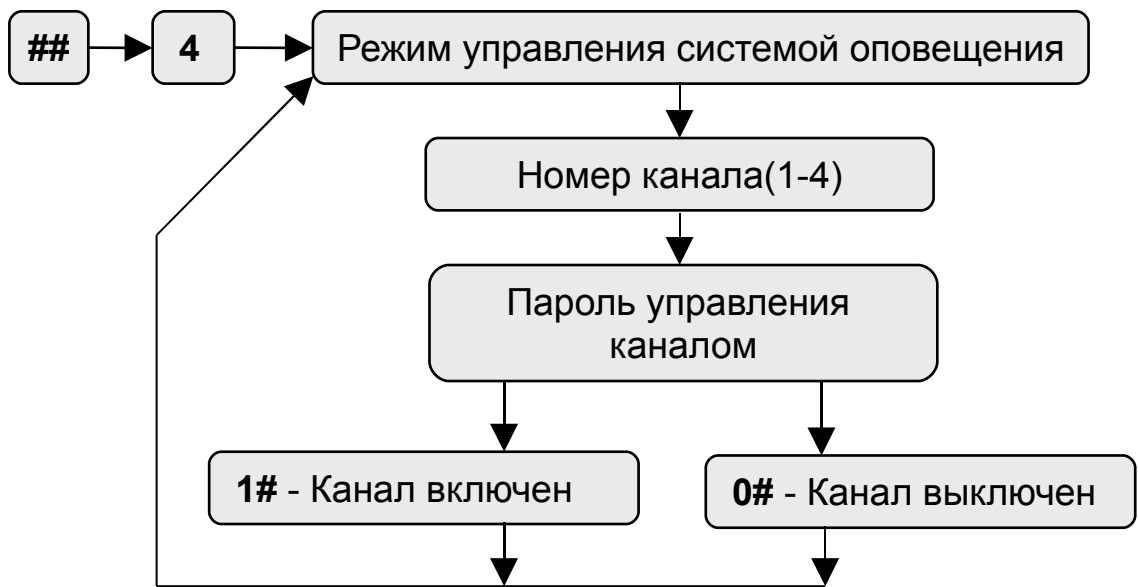 ##
4
Режим управления системой оповещения
Номер канала(1-4)
Пароль управления
каналом
1# - Канал включен
0# - Канал выключен